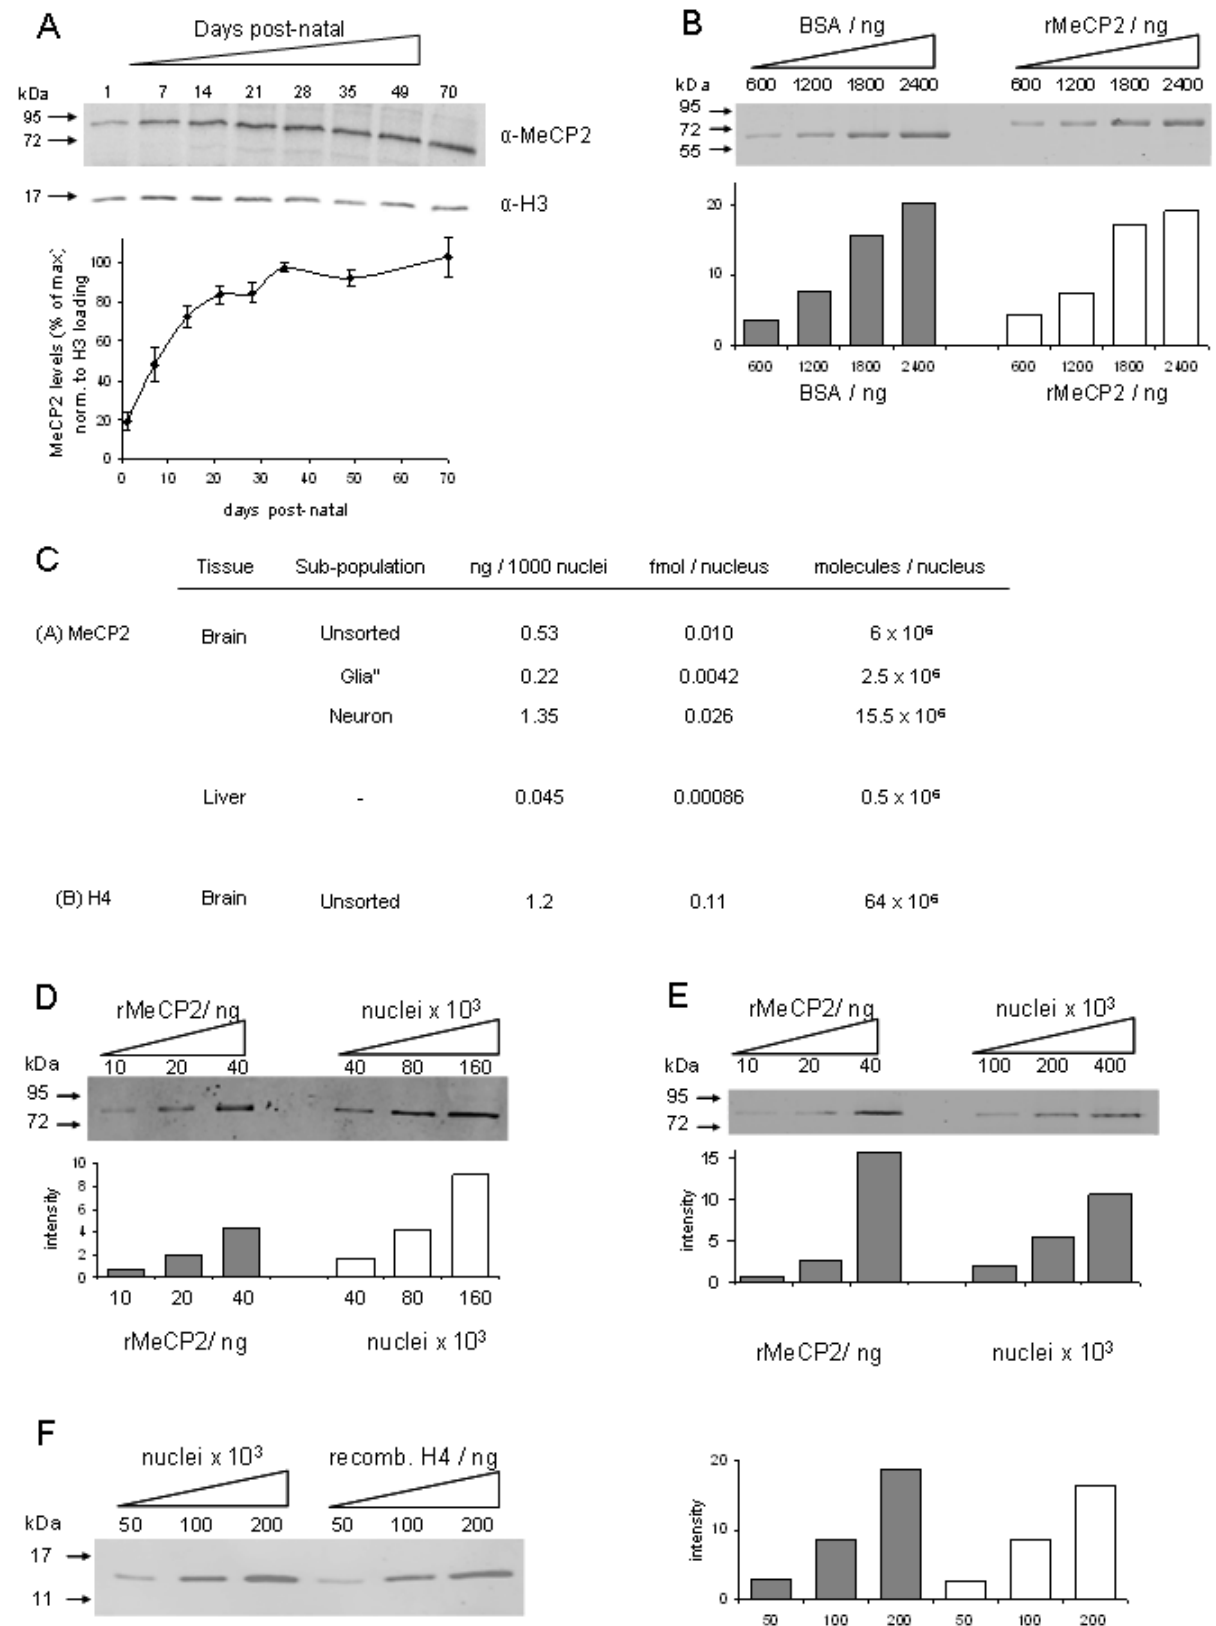 A
Days post-natal
kDa 1 7 14 21 28 35 49 70
95
72
α-MeCP2
17
α-H3
MeCP2 levels (% of max)
norm. to H3 loading
100
80
60
40
20
0
0 10 20 30 40 50 60 70
days post-natal
B
BSA / ng rMeCP2 / ng
kDa 600 1200 1800 2400 600 1200 1800 2400
95
72
55
20
10
0
600 1200 1800 2400 600 1200 1800 2400
BSA / ng rMeCP2 / ng
C
Tissue Sub-population ng / 1000 nuclei fmol / nucleus molecules / nucleus
(A) MeCP2 Brain Unsorted 0.53 0.010 6 x 10⁶
Glia" 0.22 0.0042 2.5 x 10⁶
Neuron 1.35 0.026 15.5 x 10⁶
Liver - 0.045 0.00086 0.5 x 10⁶
(B) H4 Brain Unsorted 1.2 0.11 64 x 10⁶
D
rMeCP2/ ng nuclei x 10³
kDa 10 20 40 40 80 160
95
72
intensity
10
8
6
4
2
0
10 20 40 40 80 160
rMeCP2/ ng nuclei x 10³
E
rMeCP2/ ng nuclei x 10³
kDa 10 20 40 100 200 400
95
72
intensity
15
10
5
0
rMeCP2/ ng nuclei x 10³
F
nuclei x 10³ recomb. H4 / ng
kDa 50 100 200 50 100 200
17
11
intensity
20
10
0
50 100 200 50 100 200